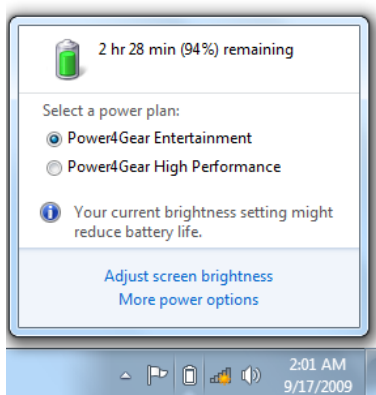 2 hr 28 min (94%) remaining
Select a power plan:
Power4Gear Entertainment
Power4Gear High Performance
Your current brightness setting might
reduce battery life.
Adjust screen brightness
More power options
2:01 AM
9/17/2009